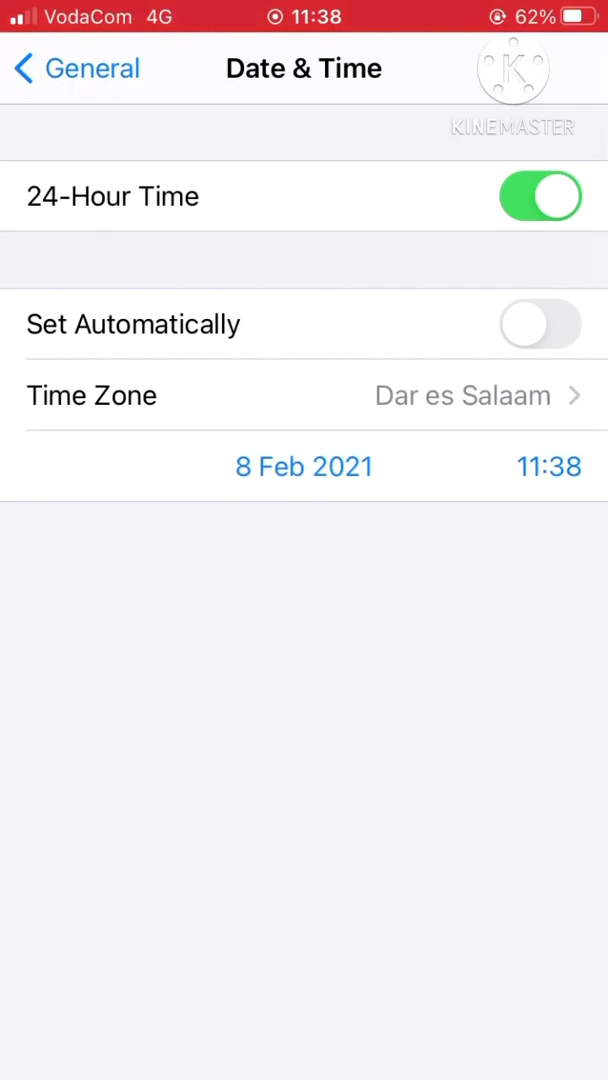 VodaCom 4G 11:38 62%
General Date & Time
K
KINEMASTER
24-Hour Time
Set Automatically
Time Zone Dar es Salaam
8 Feb 2021 11:38